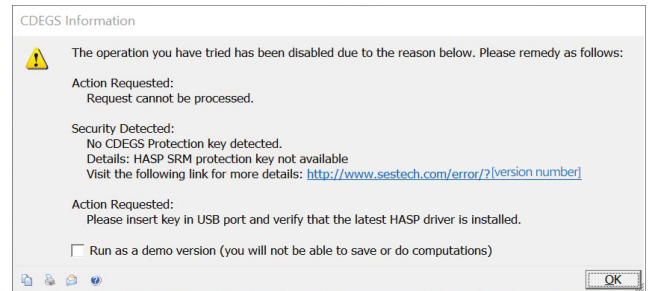 CDEGS Information
The operation you have tried has been disabled due to the reason below. Please remedy as follows:
Action Requested:
Request cannot be processed.
Security Detected:
No CDEGS Protection key detected.
Details: HASP SRM protection key not available
Visit the following link for more details: http://www.sestech.com/error/?[version number]
Action Requested:
Please insert key in USB port and verify that the latest HASP driver is installed.
Run as a demo version (you will not be able to save or do computations)
OK